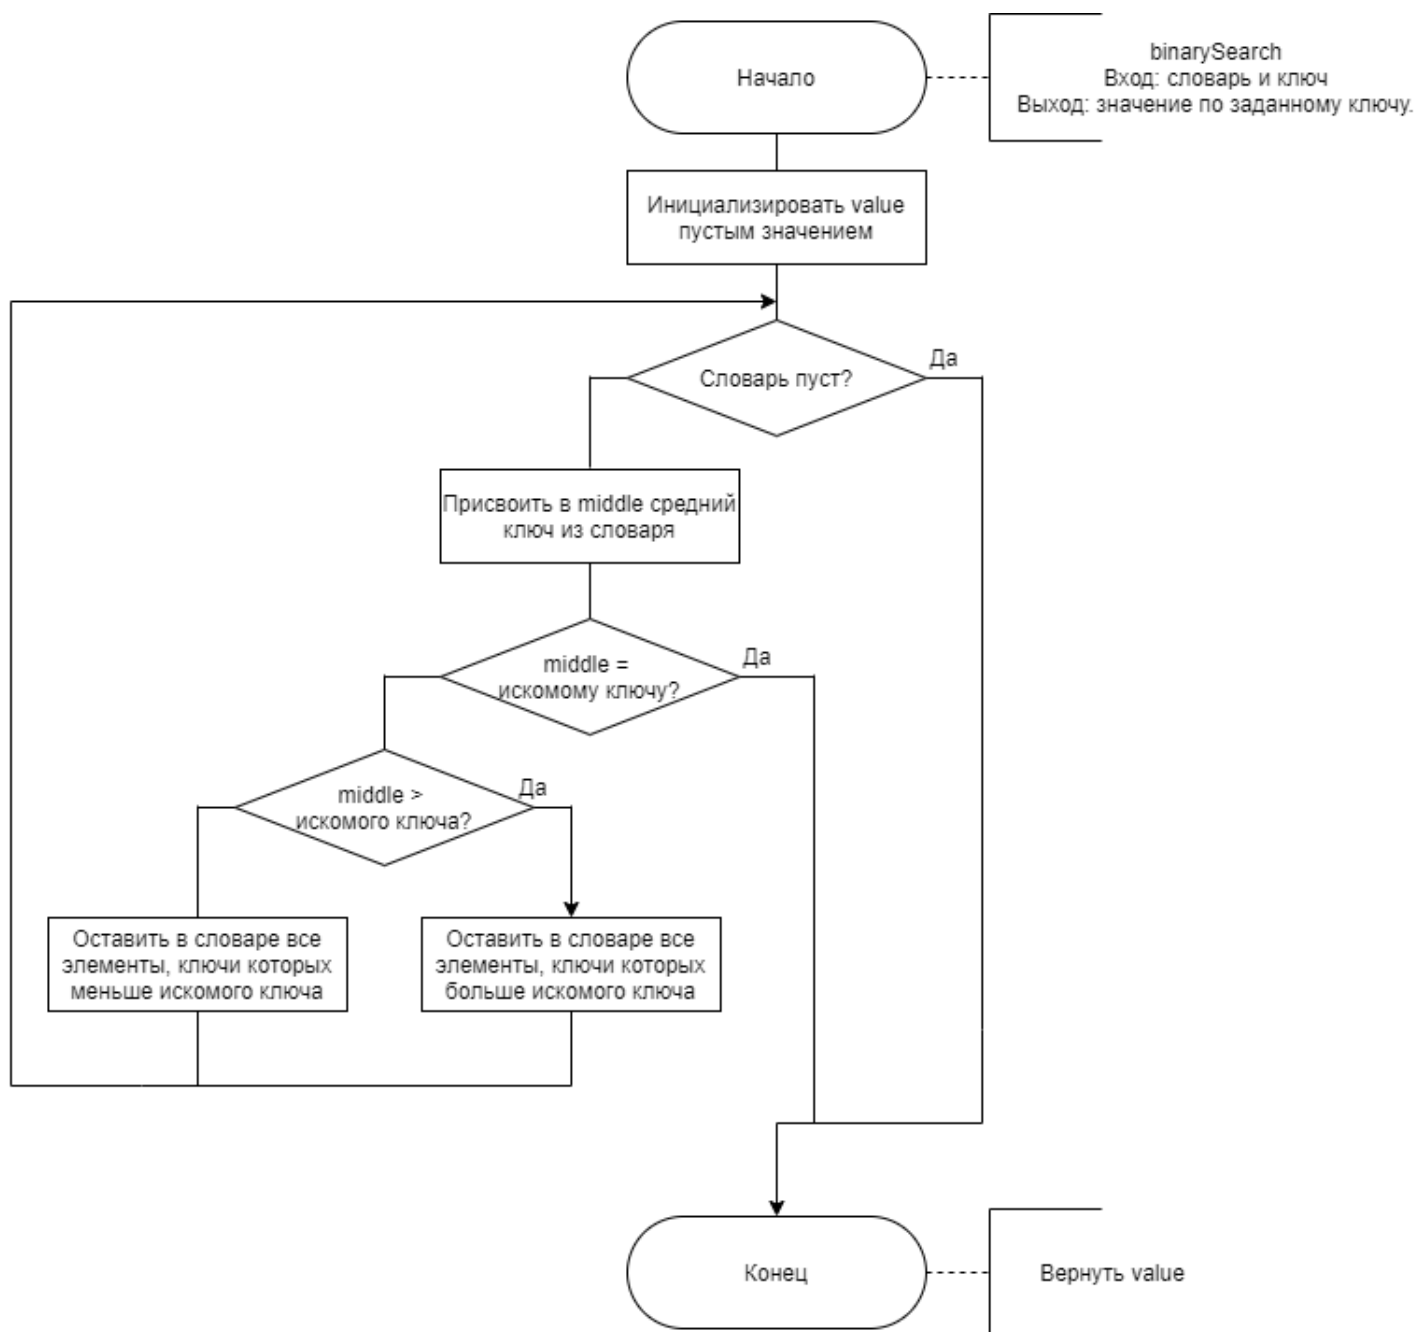 Начало
binarySearch
Вход: словарь и ключ
Выход: значение по заданному ключу.
Инициализировать value
пустым значением
Словарь пуст?
Да
Присвоить в middle средний
ключ из словаря
middle =
искомому ключу?
Да
middle >
искомого ключа?
Да
Оставить в словаре все
элементы, ключи которых
меньше искомого ключа
Оставить в словаре все
элементы, ключи которых
больше искомого ключа
Конец
Вернуть value